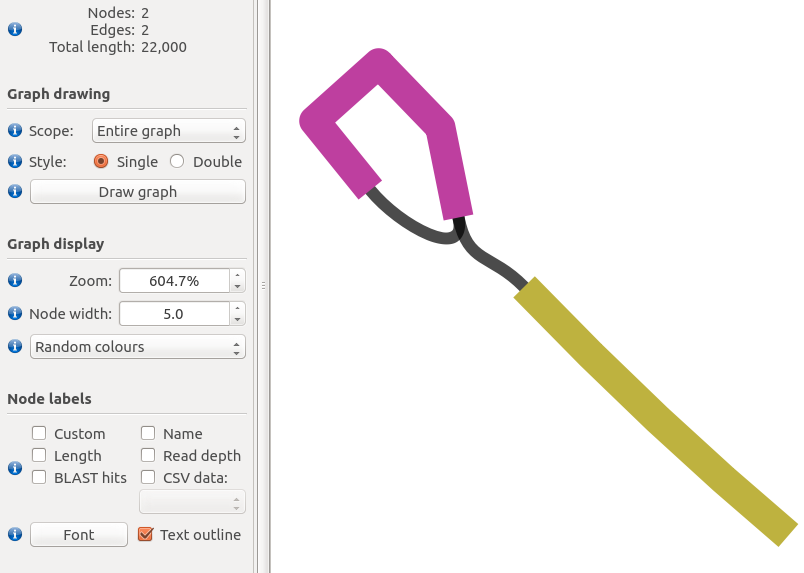 Nodes: 2
Edges: 2
Total length: 22,000
Graph drawing
Scope: Entire graph
Style: Single Double
Draw graph
Graph display
Zoom: 604.7%
Node width: 5.0
Random colours
Node labels
Custom Name
Length Read depth
BLAST hits CSV data:
Font Text outline